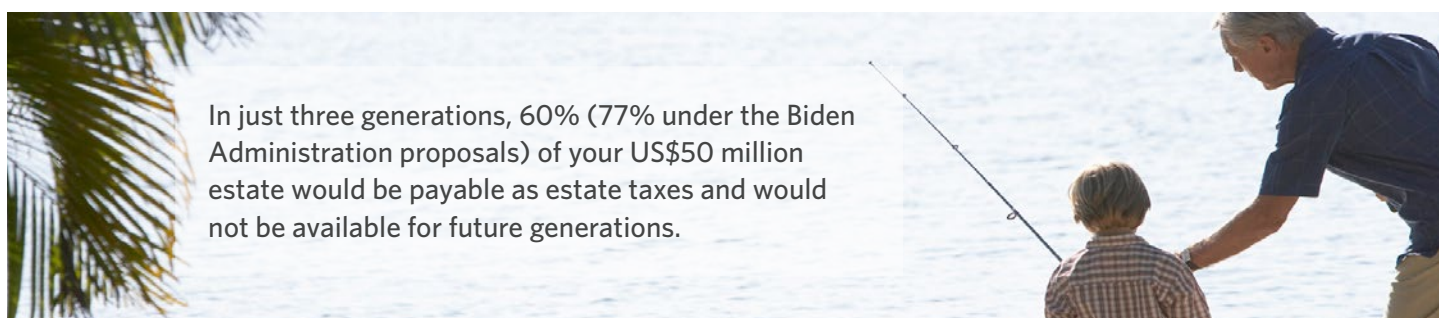 In just three generations, 60% (77% under the Biden
Administration proposals) of your US$50 million
estate would be payable as estate taxes and would
not be available for future generations.